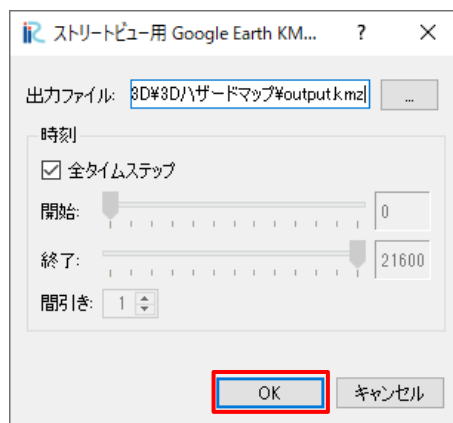 iRC ストリートビュー用 Google Earth KM... ? ×
出力ファイル: 3D¥3Dハザードマップ¥output.kmz ...
時刻
全タイムステップ
開始: 0
終了: 21600
間引き: 1
OK キャンセル